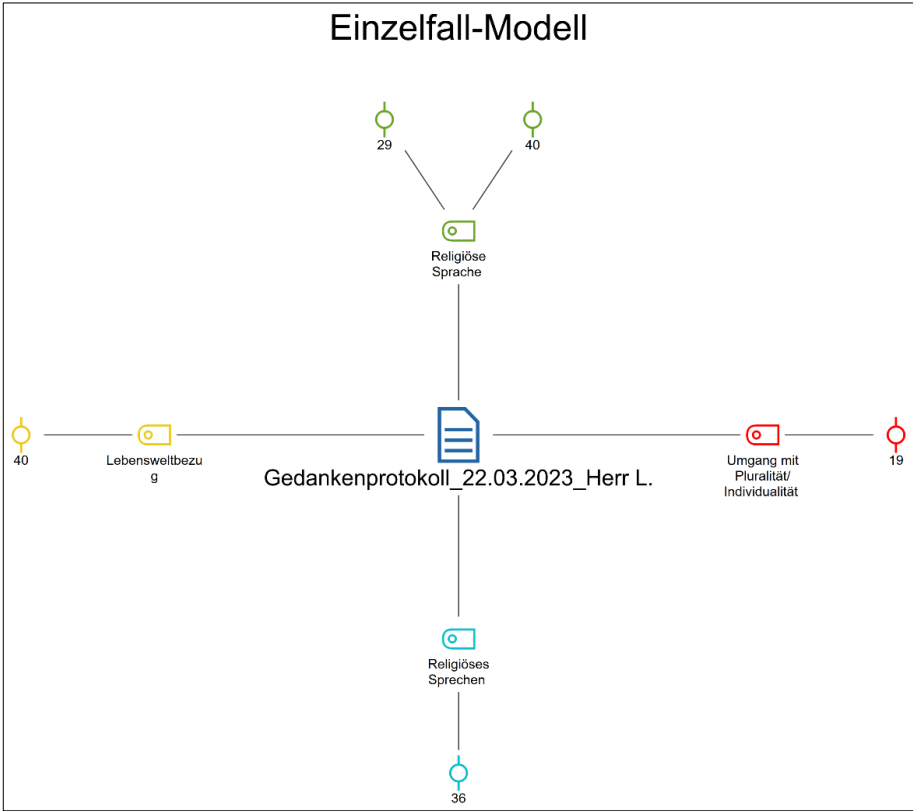 Einzelfall-Modell
29
40
Religiöse
Sprache
40
Lebensweltbezu
g
Gedankenprotokoll_22.03.2023_Herr L.
Umgang mit
Pluralität/
Individualität
19
Religiöses
Sprechen
36